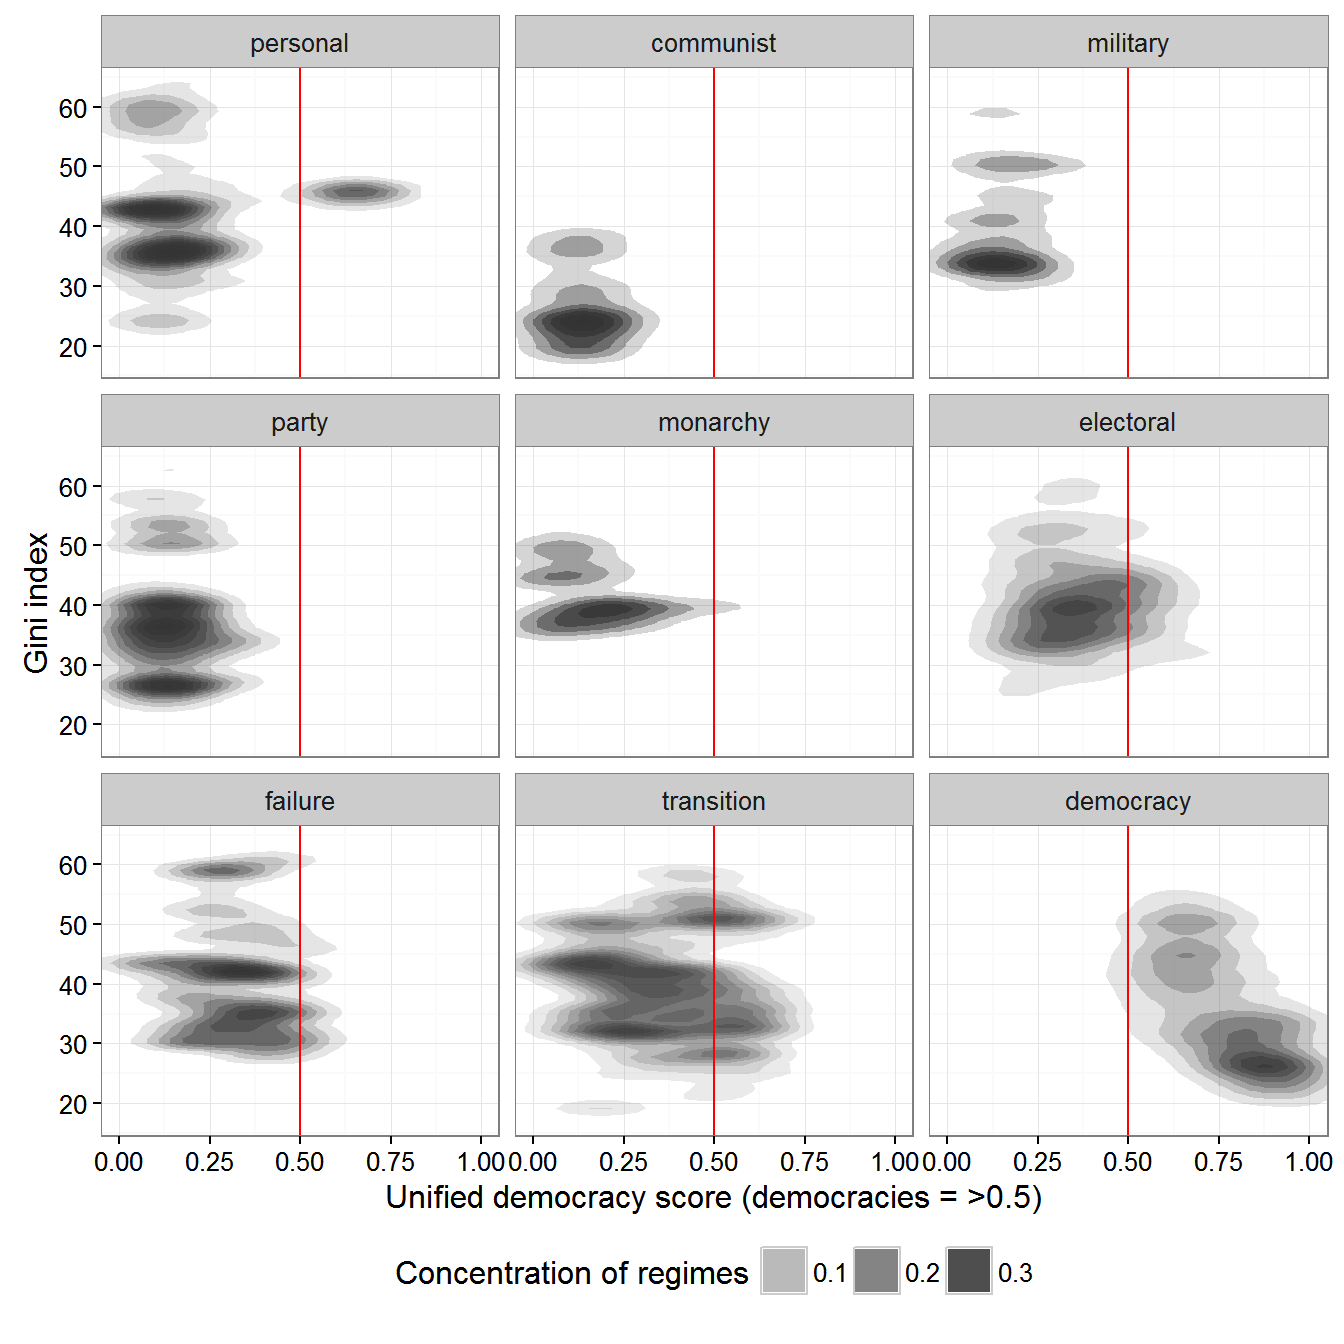 personal communist military
60
50
40
30
20
party monarchy electoral
60
50
40
30
20
Gini index
failure transition democracy
60
50
40
30
20
0.00 0.25 0.50 0.75 1.00 0.00 0.25 0.50 0.75 1.00 0.00 0.25 0.50 0.75 1.00
Unified democracy score (democracies = >0.5)
Concentration of regimes 0.1 0.2 0.3